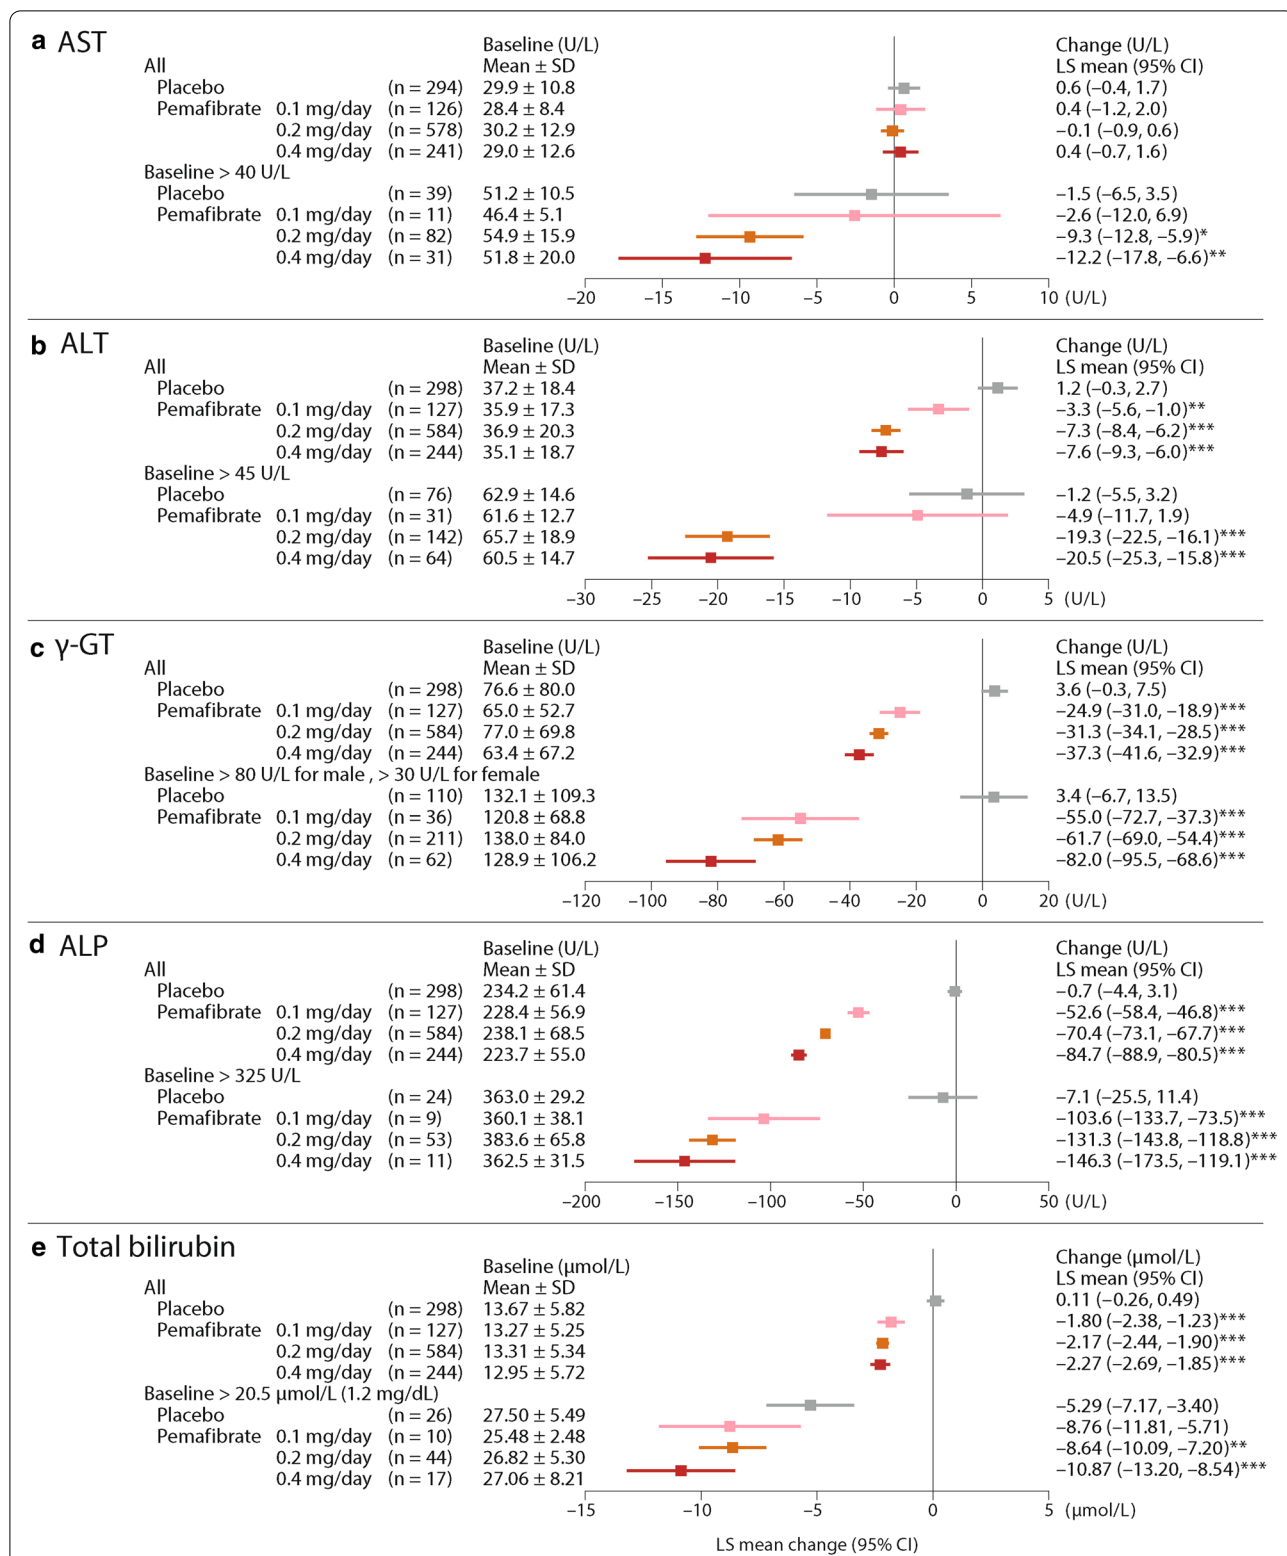 a AST
Baseline (U/L) Change (U/L)
All Mean ± SD LS mean (95% CI)
Placebo (n = 294) 29.9 ± 10.8 0.6 (–0.4, 1.7)
Pemafibrate 0.1 mg/day (n = 126) 28.4 ± 8.4 0.4 (–1.2, 2.0)
0.2 mg/day (n = 578) 30.2 ± 12.9 –0.1 (–0.9, 0.6)
0.4 mg/day (n = 241) 29.0 ± 12.6 0.4 (–0.7, 1.6)
Baseline > 40 U/L
Placebo (n = 39) 51.2 ± 10.5 –1.5 (–6.5, 3.5)
Pemafibrate 0.1 mg/day (n = 11) 46.4 ± 5.1 –2.6 (–12.0, 6.9)
0.2 mg/day (n = 82) 54.9 ± 15.9 –9.3 (–12.8, –5.9)*
0.4 mg/day (n = 31) 51.8 ± 20.0 –12.2 (–17.8, –6.6)**
–20 –15 –10 –5 0 5 10 (U/L)
b ALT
Baseline (U/L) Change (U/L)
All Mean ± SD LS mean (95% CI)
Placebo (n = 298) 37.2 ± 18.4 1.2 (–0.3, 2.7)
Pemafibrate 0.1 mg/day (n = 127) 35.9 ± 17.3 –3.3 (–5.6, –1.0)**
0.2 mg/day (n = 584) 36.9 ± 20.3 –7.3 (–8.4, –6.2)***
0.4 mg/day (n = 244) 35.1 ± 18.7 –7.6 (–9.3, –6.0)***
Baseline > 45 U/L
Placebo (n = 76) 62.9 ± 14.6 –1.2 (–5.5, 3.2)
Pemafibrate 0.1 mg/day (n = 31) 61.6 ± 12.7 –4.9 (–11.7, 1.9)
0.2 mg/day (n = 142) 65.7 ± 18.9 –19.3 (–22.5, –16.1)***
0.4 mg/day (n = 64) 60.5 ± 14.7 –20.5 (–25.3, –15.8)***
–30 –25 –20 –15 –10 –5 0 5 (U/L)
c γ-GT
Baseline (U/L) Change (U/L)
All Mean ± SD LS mean (95% CI)
Placebo (n = 298) 76.6 ± 80.0 3.6 (–0.3, 7.5)
Pemafibrate 0.1 mg/day (n = 127) 65.0 ± 52.7 –24.9 (–31.0, –18.9)***
0.2 mg/day (n = 584) 77.0 ± 69.8 –31.3 (–34.1, –28.5)***
0.4 mg/day (n = 244) 63.4 ± 67.2 –37.3 (–41.6, –32.9)***
Baseline > 80 U/L for male , > 30 U/L for female
Placebo (n = 110) 132.1 ± 109.3 3.4 (–6.7, 13.5)
Pemafibrate 0.1 mg/day (n = 36) 120.8 ± 68.8 –55.0 (–72.7, –37.3)***
0.2 mg/day (n = 211) 138.0 ± 84.0 –61.7 (–69.0, –54.4)***
0.4 mg/day (n = 62) 128.9 ± 106.2 –82.0 (–95.5, –68.6)***
–120 –100 –80 –60 –40 –20 0 20 (U/L)
d ALP
Baseline (U/L) Change (U/L)
All Mean ± SD LS mean (95% CI)
Placebo (n = 298) 234.2 ± 61.4 –0.7 (–4.4, 3.1)
Pemafibrate 0.1 mg/day (n = 127) 228.4 ± 56.9 –52.6 (–58.4, –46.8)***
0.2 mg/day (n = 584) 238.1 ± 68.5 –70.4 (–73.1, –67.7)***
0.4 mg/day (n = 244) 223.7 ± 55.0 –84.7 (–88.9, –80.5)***
Baseline > 325 U/L
Placebo (n = 24) 363.0 ± 29.2 –7.1 (–25.5, 11.4)
Pemafibrate 0.1 mg/day (n = 9) 360.1 ± 38.1 –103.6 (–133.7, –73.5)***
0.2 mg/day (n = 53) 383.6 ± 65.8 –131.3 (–143.8, –118.8)***
0.4 mg/day (n = 11) 362.5 ± 31.5 –146.3 (–173.5, –119.1)***
–200 –150 –100 –50 0 50 (U/L)
e Total bilirubin
Baseline (μmol/L) Change (μmol/L)
All Mean ± SD LS mean (95% CI)
Placebo (n = 298) 13.67 ± 5.82 0.11 (–0.26, 0.49)
Pemafibrate 0.1 mg/day (n = 127) 13.27 ± 5.25 –1.80 (–2.38, –1.23)***
0.2 mg/day (n = 584) 13.31 ± 5.34 –2.17 (–2.44, –1.90)***
0.4 mg/day (n = 244) 12.95 ± 5.72 –2.27 (–2.69, –1.85)***
Baseline > 20.5 μmol/L (1.2 mg/dL)
Placebo (n = 26) 27.50 ± 5.49 –5.29 (–7.17, –3.40)
Pemafibrate 0.1 mg/day (n = 10) 25.48 ± 2.48 –8.76 (–11.81, –5.71)
0.2 mg/day (n = 44) 26.82 ± 5.30 –8.64 (–10.09, –7.20)**
0.4 mg/day (n = 17) 27.06 ± 8.21 –10.87 (–13.20, –8.54)***
–15 –10 –5 0 5 (μmol/L)
LS mean change (95% CI)